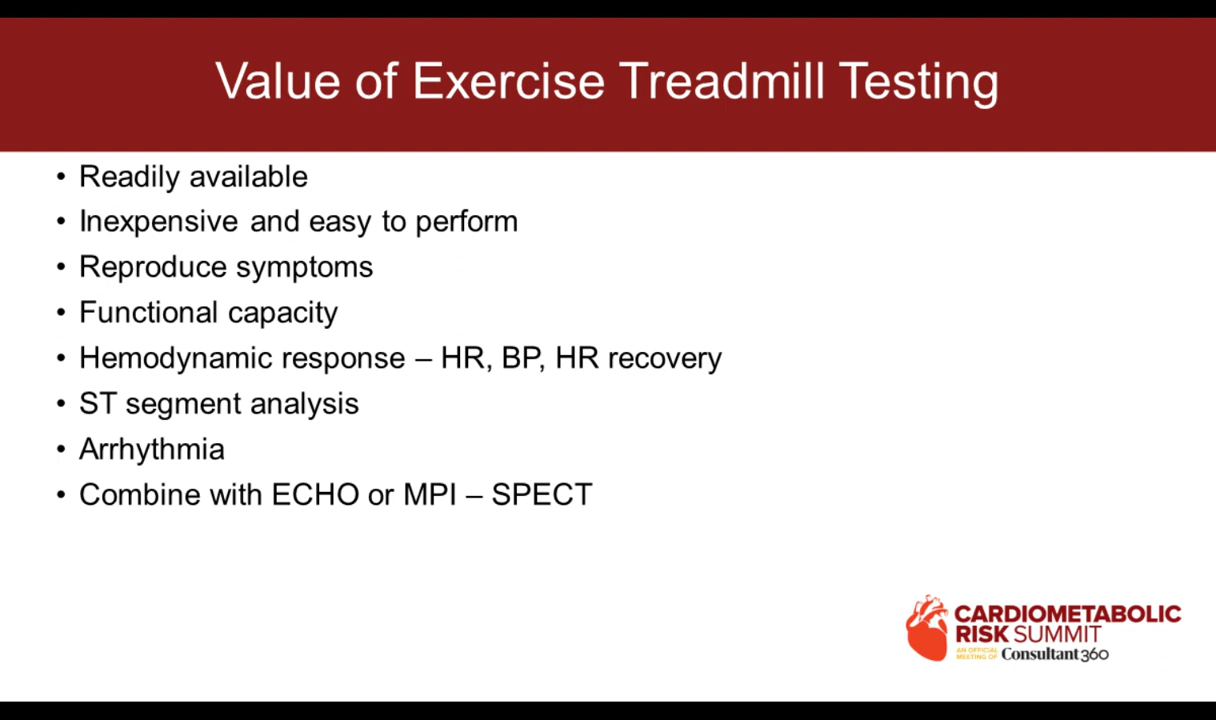 Value of Exercise Treadmill Testing
• Readily available
• Inexpensive and easy to perform
• Reproduce symptoms
• Functional capacity
• Hemodynamic response – HR, BP, HR recovery
• ST segment analysis
• Arrhythmia
• Combine with ECHO or MPI – SPECT
CARDIOMETABOLIC
RISK SUMMIT
AN OFFICIAL
MEETING OF Consultant360